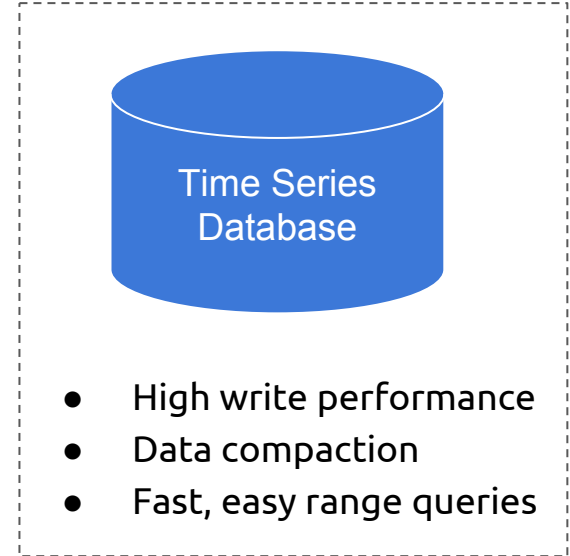 Time Series
Database
● High write performance
● Data compaction
● Fast, easy range queries